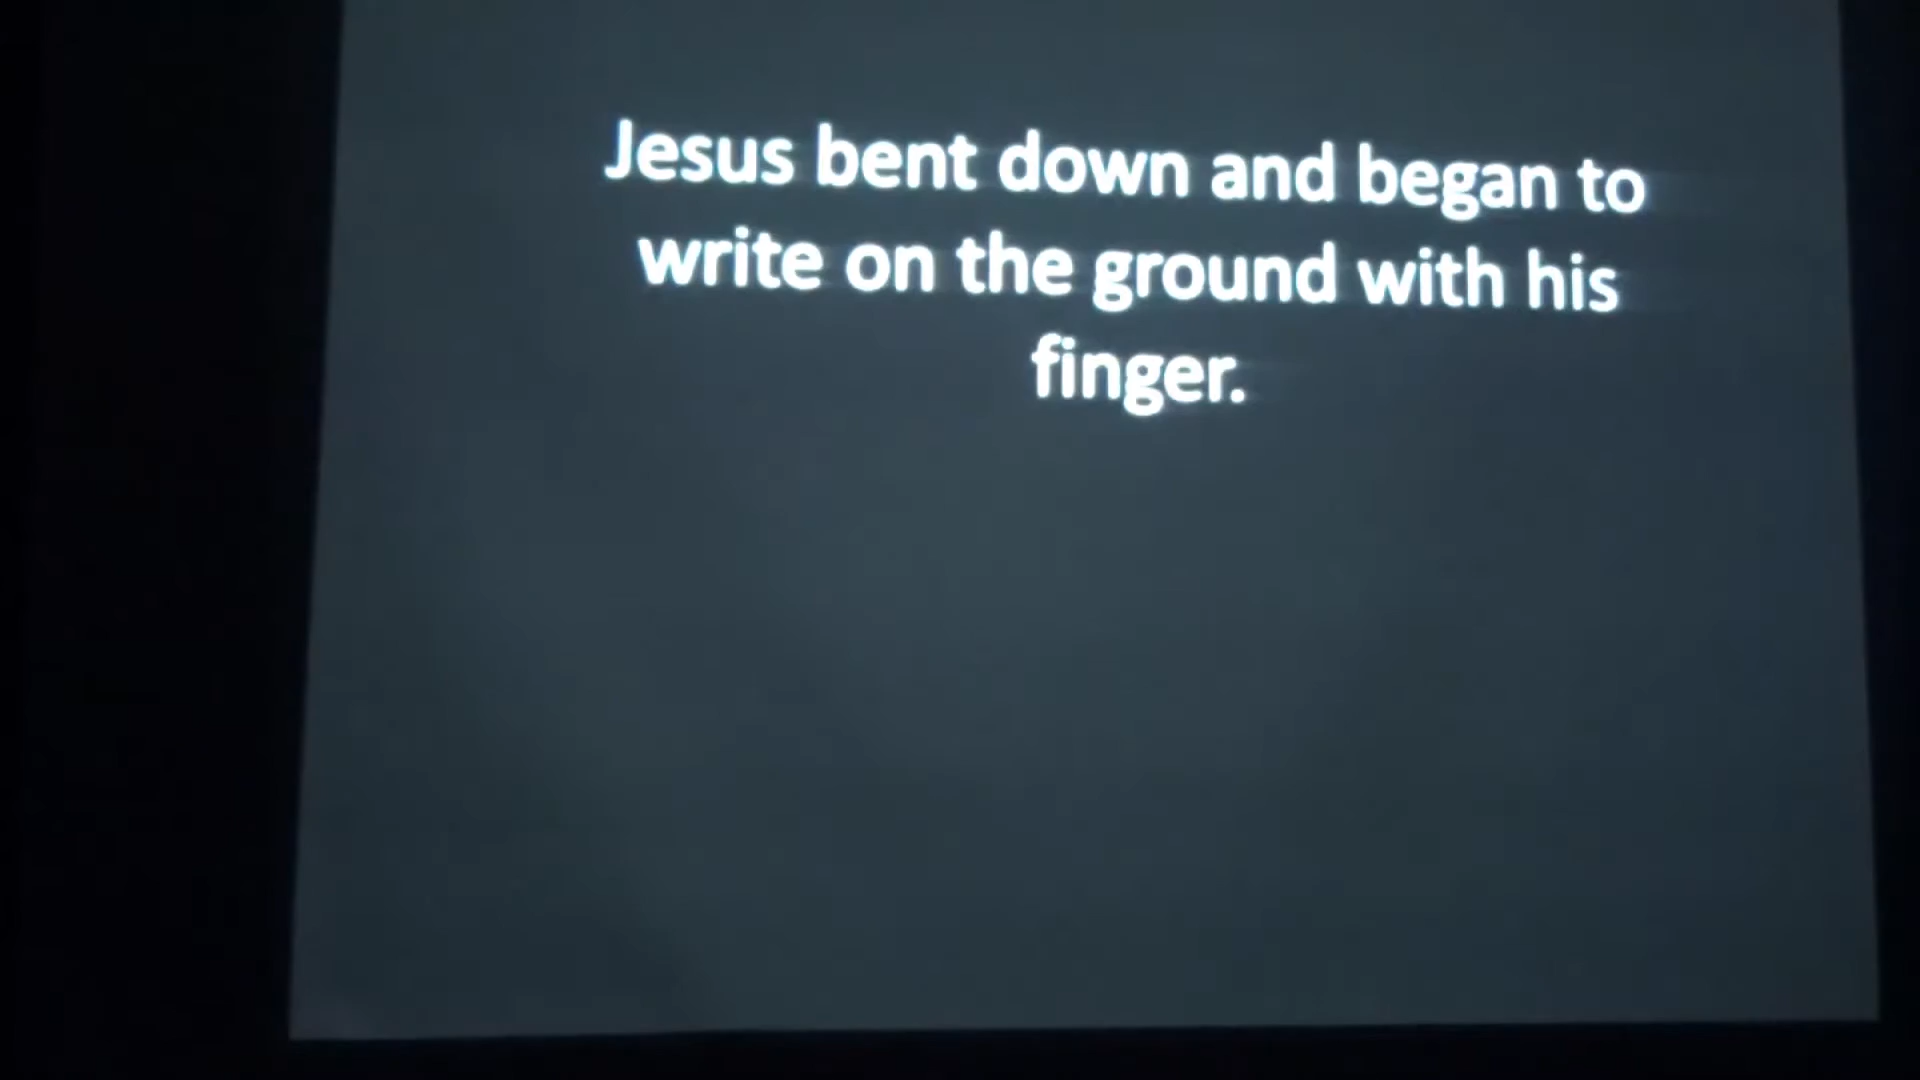 Jesus bent down and began to
write on the ground with his
finger.